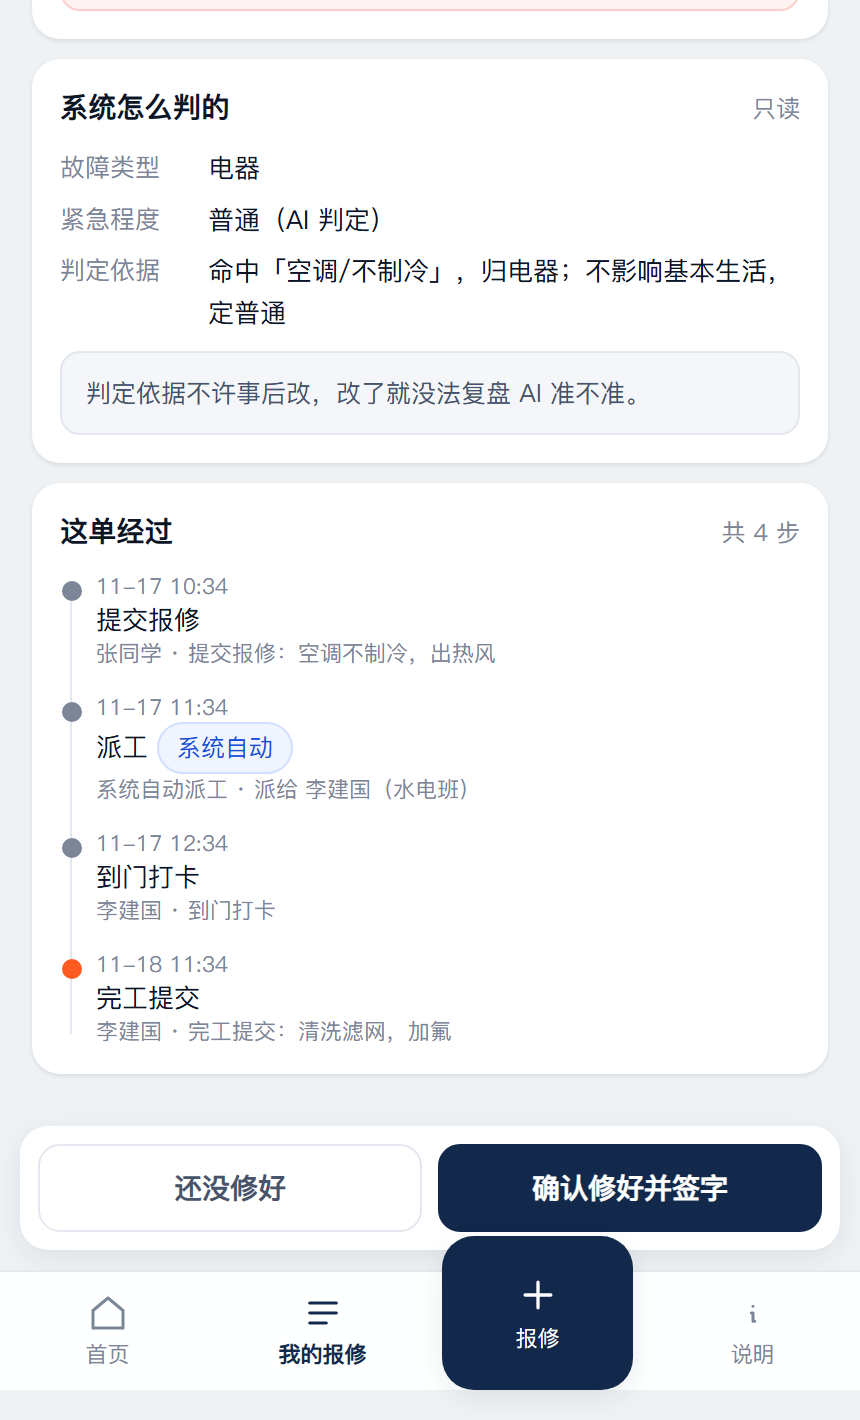 系统怎么判的
只读
故障类型
电器
紧急程度
普通（AI 判定）
判定依据
命中「空调/不制冷」，归电器；不影响基本生活，
定普通
判定依据不许事后改，改了就没法复盘 AI 准不准。
这单经过
共 4 步
11-17 10:34
提交报修
张同学 · 提交报修：空调不制冷，出热风
11-17 11:34
派工 系统自动
系统自动派工 · 派给 李建国（水电班）
11-17 12:34
到门打卡
李建国 · 到门打卡
11-18 11:34
完工提交
李建国 · 完工提交：清洗滤网，加氟
还没修好
确认修好并签字
首页
我的报修
报修
说明